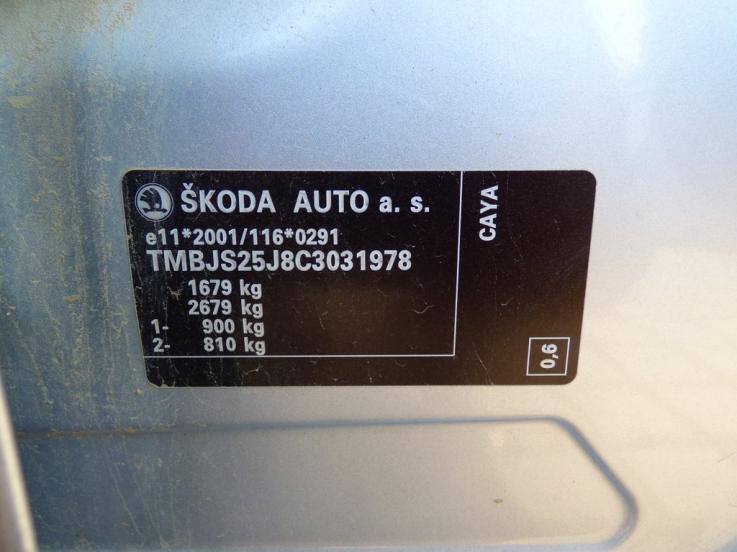 ŠKODA AUTO a. s.
e11*2001/116*0291
TMBJS25J8C3031978
1679 kg
2679 kg
1- 900 kg
2- 810 kg
CAYA
0,6